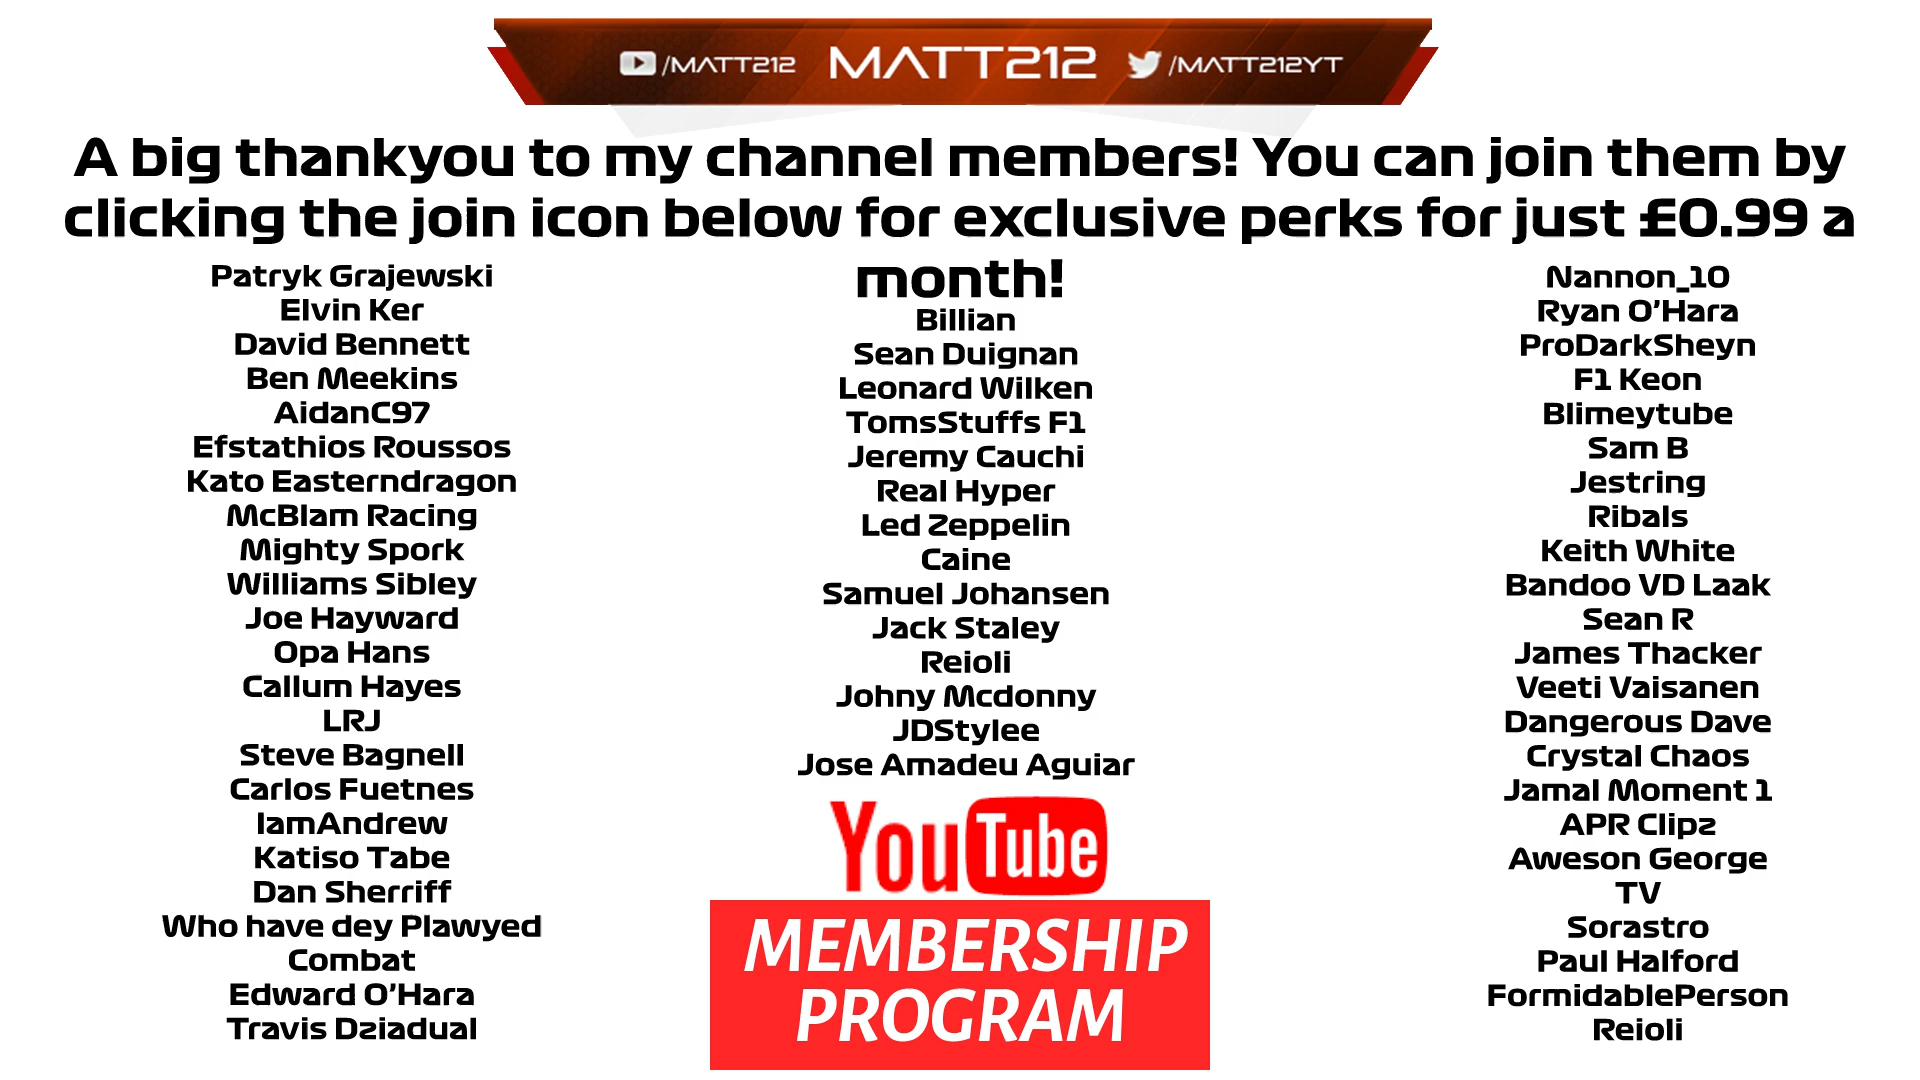 /MATT212 MATT212 /MATT212YT
A big thankyou to my channel members! You can join them by
clicking the join icon below for exclusive perks for just £0.99 a
month!
Patryk Grajewski
Elvin Ker
David Bennett
Ben Meekins
AidanC97
Efstathios Roussos
Kato Easterndragon
McBlam Racing
Mighty Spork
Williams Sibley
Joe Hayward
Opa Hans
Callum Hayes
LRJ
Steve Bagnell
Carlos Fuetnes
IamAndrew
Katiso Tabe
Dan Sherriff
Who have dey Plawyed
Combat
Edward O'Hara
Travis Dziadual
Billian
Sean Duignan
Leonard Wilken
TomsStuffs F1
Jeremy Cauchi
Real Hyper
Led Zeppelin
Caine
Samuel Johansen
Jack Staley
Reioli
Johny Mcdonny
JDStylee
Jose Amadeu Aguiar
YouTube
MEMBERSHIP
PROGRAM
Nannon_10
Ryan O'Hara
ProDarkSheyn
F1 Keon
Blimeytube
Sam B
Jestring
Ribals
Keith White
Bandoo VD Laak
Sean R
James Thacker
Veeti Vaisanen
Dangerous Dave
Crystal Chaos
Jamal Moment 1
APR Clipz
Aweson George
TV
Sorastro
Paul Halford
FormidablePerson
Reioli